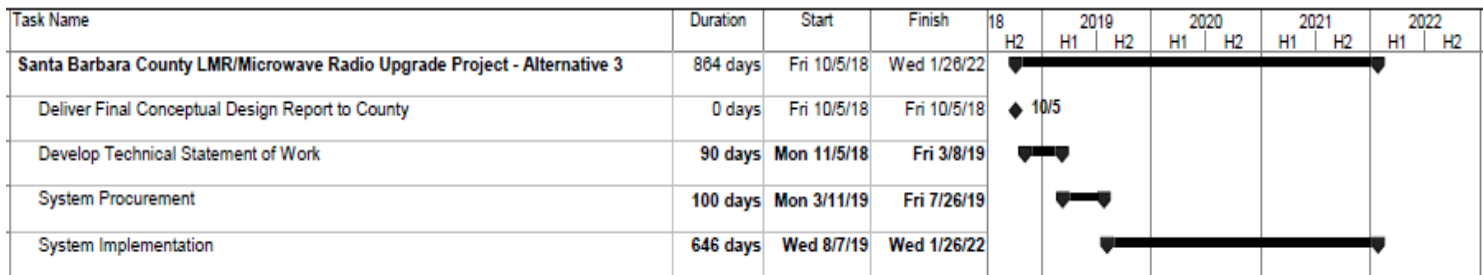 Task Name Duration Start Finish 18 2019 2020 2021 2022
H2 H1 H2 H1 H2 H1 H2 H1 H2
Santa Barbara County LMR/Microwave Radio Upgrade Project - Alternative 3 864 days Fri 10/5/18 Wed 1/26/22
Deliver Final Conceptual Design Report to County 0 days Fri 10/5/18 Fri 10/5/18 10/5
Develop Technical Statement of Work 90 days Mon 11/5/18 Fri 3/8/19
System Procurement 100 days Mon 3/11/19 Fri 7/26/19
System Implementation 646 days Wed 8/7/19 Wed 1/26/22